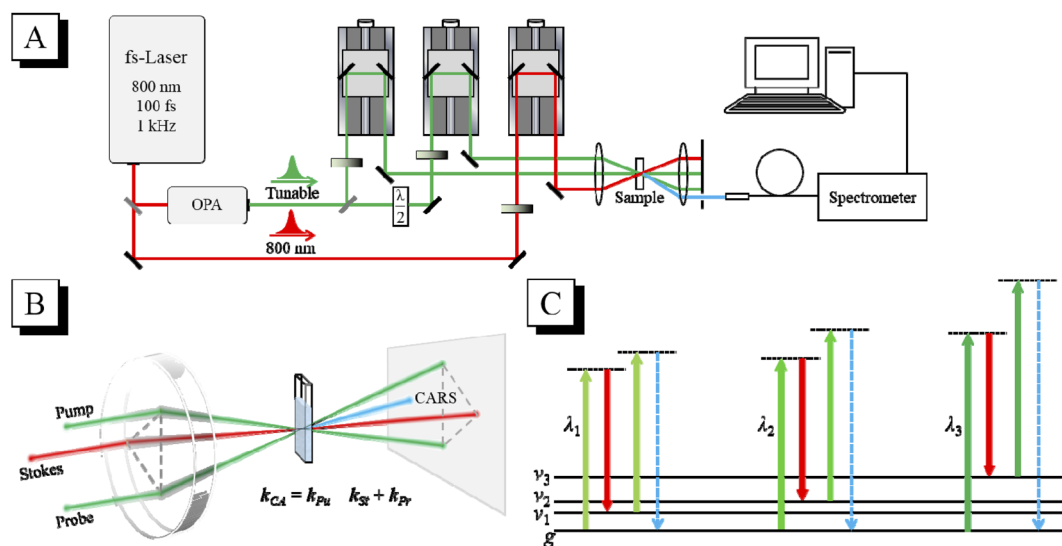 A
fs-Laser
800 nm
100 fs
1 kHz
OPA
Tunable
800 nm
λ/2
Sample
Spectrometer
B
Pump
Stokes
Probe
CARS
k_CA = k_Pu k_St + k_Pr
C
λ₁
λ₂
λ₃
ν₃
ν₂
ν₁
g